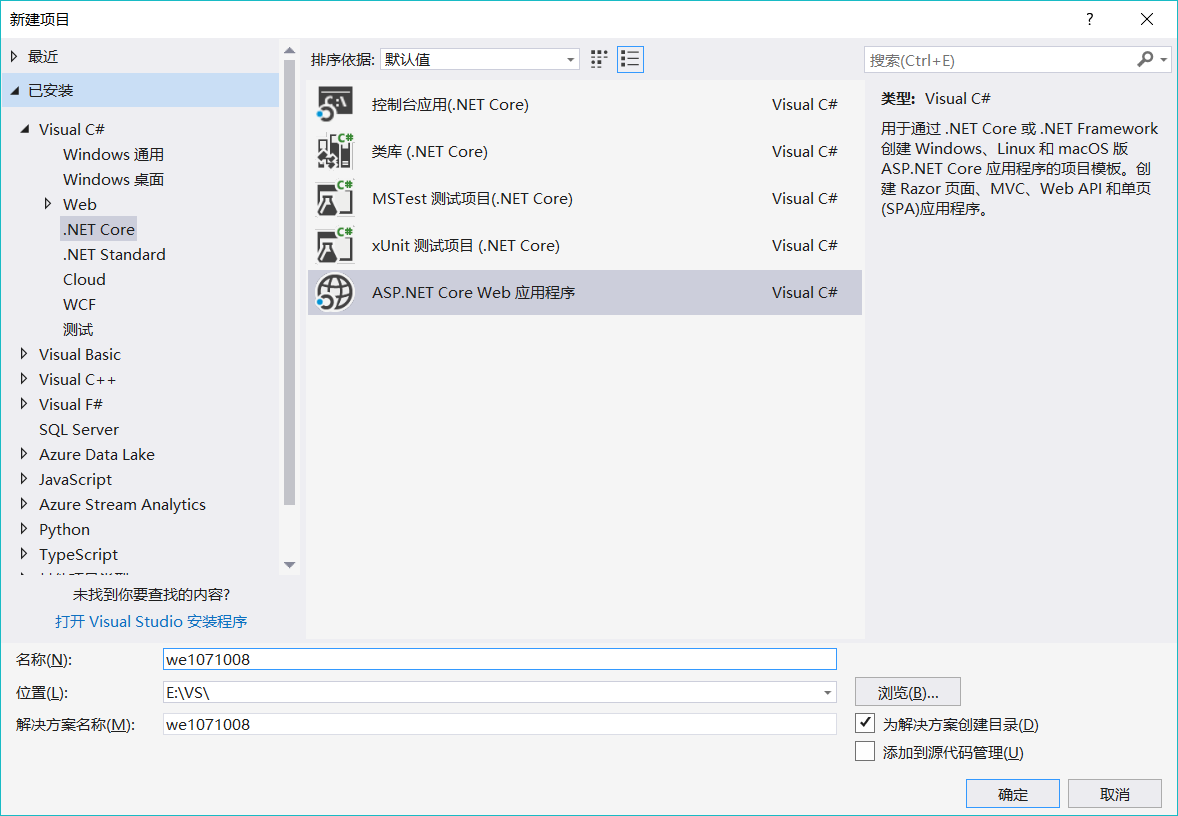 新建项目
?
最近
已安装
Visual C#
Windows 通用
Windows 桌面
Web
.NET Core
.NET Standard
Cloud
WCF
测试
Visual Basic
Visual C++
Visual F#
SQL Server
Azure Data Lake
JavaScript
Azure Stream Analytics
Python
TypeScript
未找到你要查找的内容?
打开 Visual Studio 安装程序
排序依据: 默认值
控制台应用(.NET Core) Visual C#
类库 (.NET Core) Visual C#
MSTest 测试项目(.NET Core) Visual C#
xUnit 测试项目 (.NET Core) Visual C#
ASP.NET Core Web 应用程序 Visual C#
搜索(Ctrl+E)
类型: Visual C#
用于通过 .NET Core 或 .NET Framework
创建 Windows、Linux 和 macOS 版
ASP.NET Core 应用程序的项目模板。创
建 Razor 页面、MVC、Web API 和单页
(SPA)应用程序。
名称(N): we1071008
位置(L): E:\VS\ 浏览(B)...
解决方案名称(M): we1071008 为解决方案创建目录(D)
添加到源代码管理(U)
确定 取消